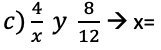 c) 4/x y 8/12 → x=